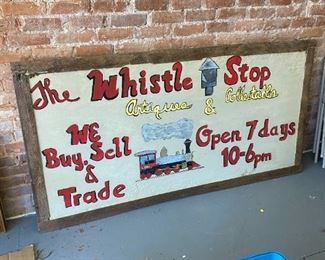 The Whistle Stop
Antiques & Collectables
We
Buy, Sell
&
Trade
Open 7 days
10-6pm